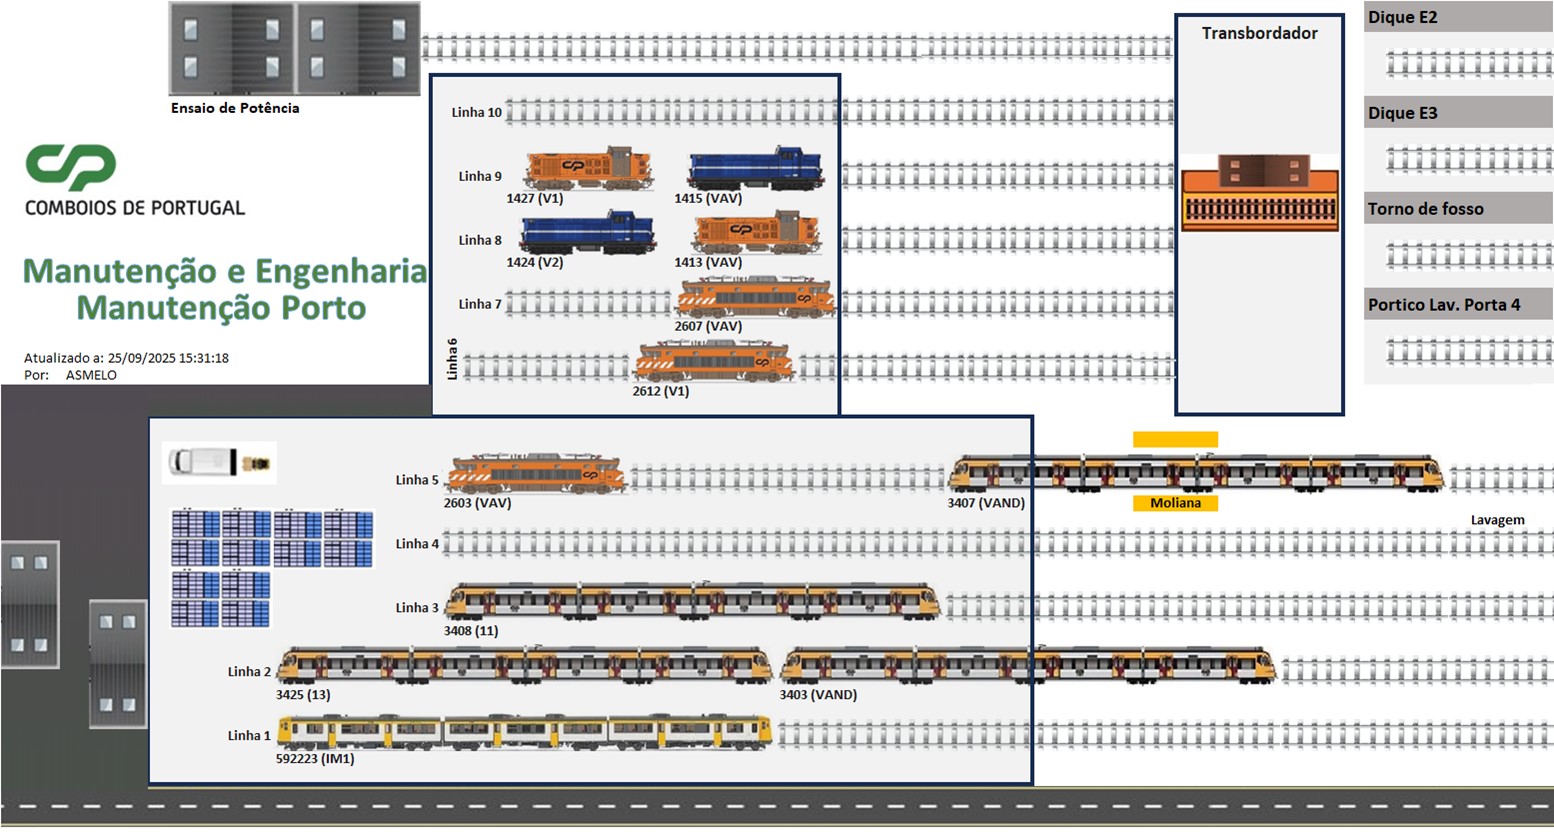 Ensaio de Potência
CP
COMBOIOS DE PORTUGAL
Manutenção e Engenharia
Manutenção Porto
Atualizado a: 25/09/2025 15:31:18
Por: ASMELO
Linha 10
Linha 9
1427 (V1)
1415 (VAV)
Linha 8
1424 (V2)
1413 (VAV)
Linha 7
2607 (VAV)
Linha 6
2612 (V1)
Transbordador
Dique E2
Dique E3
Torno de fosso
Portico Lav. Porta 4
Linha 5
2603 (VAV)
3407 (VAND)
Moliana
Lavagem
Linha 4
Linha 3
3408 (11)
Linha 2
3425 (13)
3403 (VAND)
Linha 1
592223 (IM1)